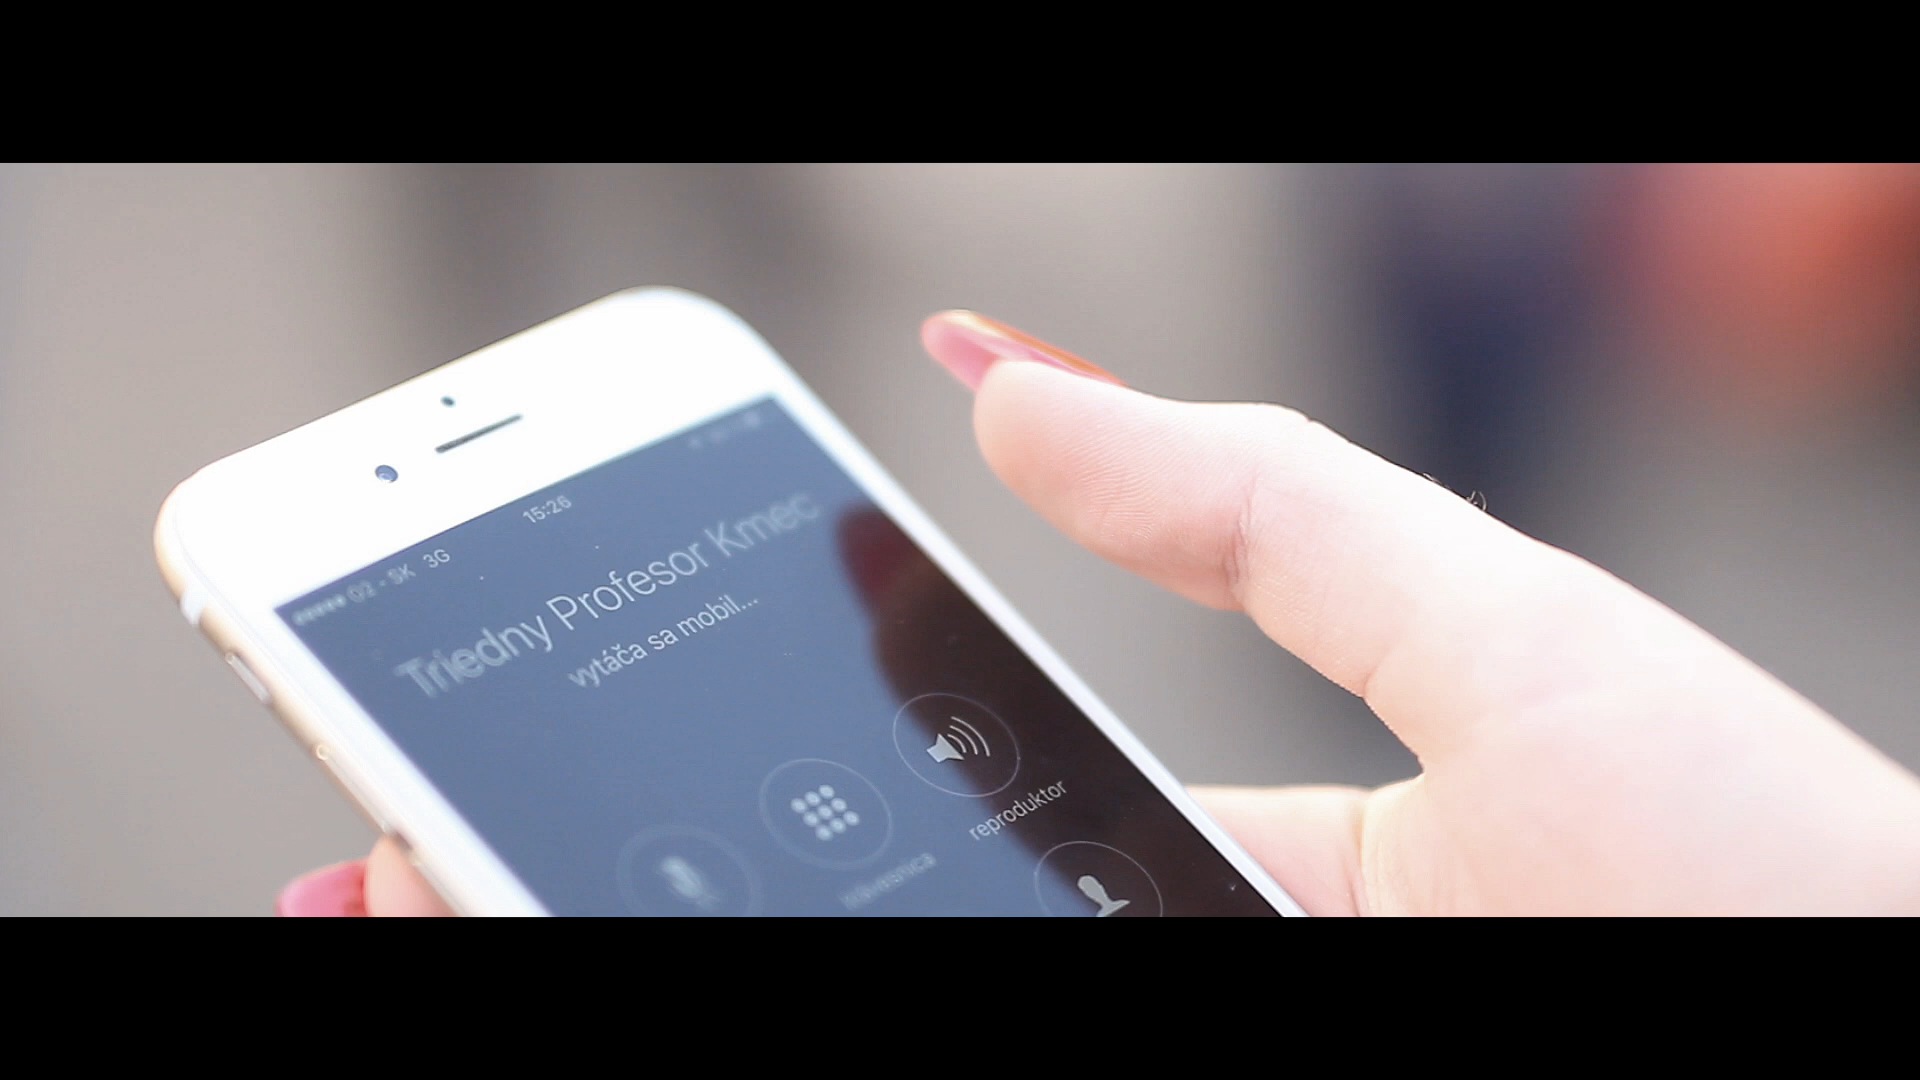 O2 - SK 3G 15:26
Triedny Profesor Kmec
vytáča sa mobil...
reproduktor
klávesnica